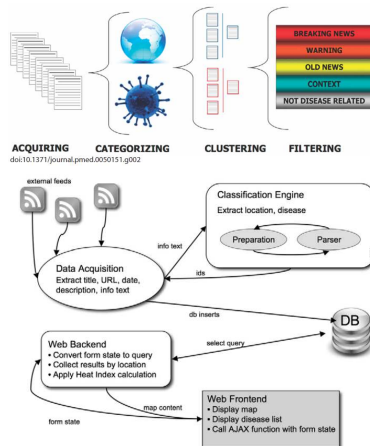 BREAKING NEWS
WARNING
OLD NEWS
CONTEXT
NOT DISEASE RELATED
ACQUIRING
CATEGORIZING
CLUSTERING
FILTERING
doi:10.1371/journal.pmed.0050151.g002
external feeds
Classification Engine
Extract location, disease
Preparation
Parser
info text
ids
Data Acquisition
Extract title, URL, date,
description, info text
db inserts
DB
select query
Web Backend
• Convert form state to query
• Collect results by location
• Apply Heat Index calculation
map content
form state
Web Frontend
• Display map
• Display disease list
• Call AJAX function with form state